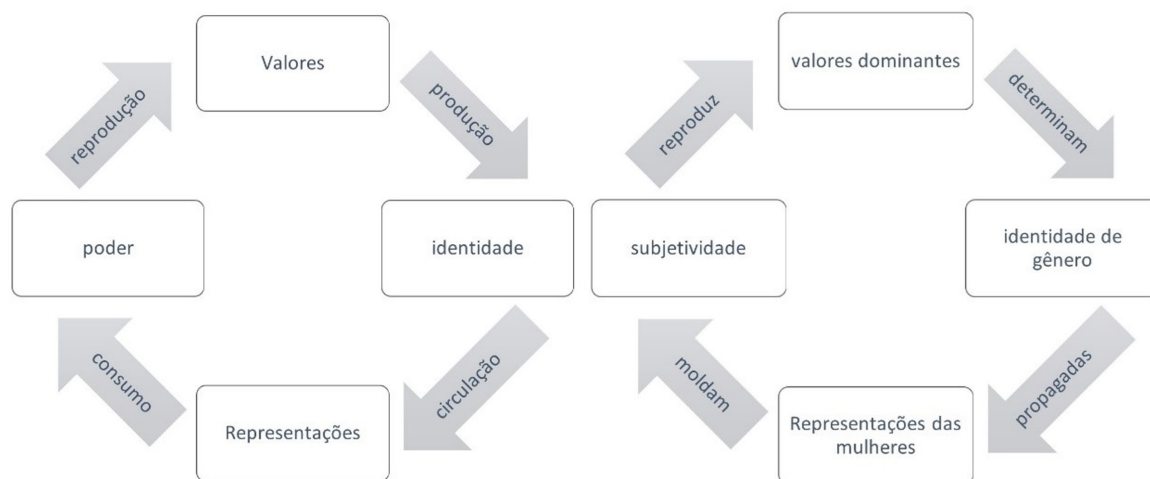 Valores
produção
identidade
circulação
Representações
consumo
poder
reprodução
valores dominantes
determinam
identidade de
gênero
propagadas
Representações das
mulheres
moldam
subjetividade
reproduz